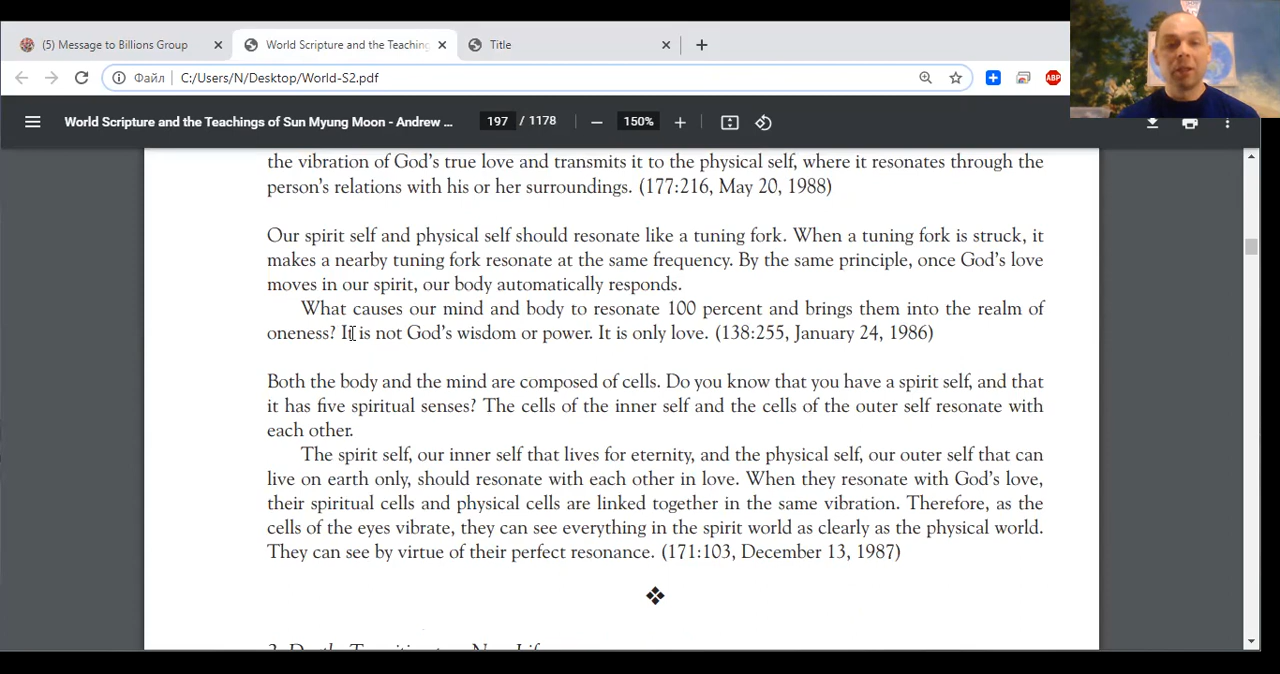 (5) Message to Billions Group
World Scripture and the Teaching
Title
Файл
C:/Users/N/Desktop/World-S2.pdf
ABP
World Scripture and the Teachings of Sun Myung Moon - Andrew ...
197 / 1178
150%
the vibration of God's true love and transmits it to the physical self, where it resonates through the
person's relations with his or her surroundings. (177:216, May 20, 1988)
Our spirit self and physical self should resonate like a tuning fork. When a tuning fork is struck, it
makes a nearby tuning fork resonate at the same frequency. By the same principle, once God's love
moves in our spirit, our body automatically responds.
What causes our mind and body to resonate 100 percent and brings them into the realm of
oneness? It is not God's wisdom or power. It is only love. (138:255, January 24, 1986)
Both the body and the mind are composed of cells. Do you know that you have a spirit self, and that
it has five spiritual senses? The cells of the inner self and the cells of the outer self resonate with
each other.
The spirit self, our inner self that lives for eternity, and the physical self, our outer self that can
live on earth only, should resonate with each other in love. When they resonate with God's love,
their spiritual cells and physical cells are linked together in the same vibration. Therefore, as the
cells of the eyes vibrate, they can see everything in the spirit world as clearly as the physical world.
They can see by virtue of their perfect resonance. (171:103, December 13, 1987)